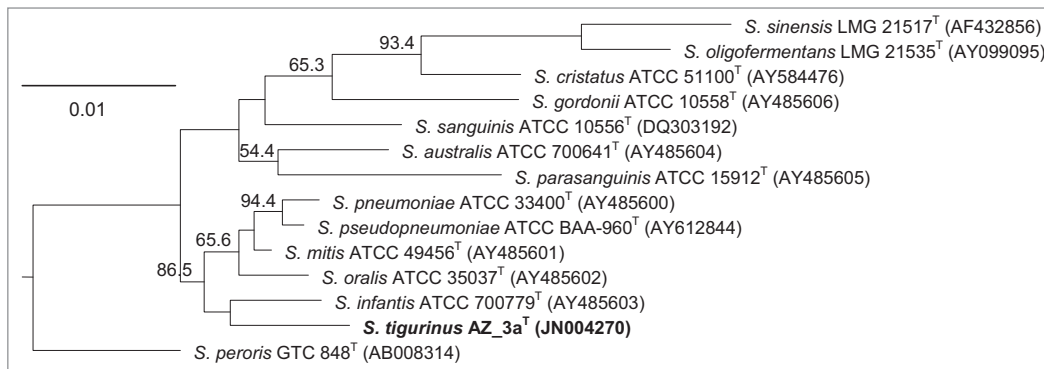 S. sinensis LMG 21517T (AF432856)
S. oligofermentans LMG 21535T (AY099095)
93.4
S. cristatus ATCC 51100T (AY584476)
65.3
S. gordonii ATCC 10558T (AY485606)
0.01
S. sanguinis ATCC 10556T (DQ303192)
S. australis ATCC 700641T (AY485604)
54.4
S. parasanguinis ATCC 15912T (AY485605)
S. pneumoniae ATCC 33400T (AY485600)
94.4
S. pseudopneumoniae ATCC BAA-960T (AY612844)
65.6
S. mitis ATCC 49456T (AY485601)
86.5
S. oralis ATCC 35037T (AY485602)
S. infantis ATCC 700779T (AY485603)
S. tigurinus AZ_3aT (JN004270)
S. peroris GTC 848T (AB008314)